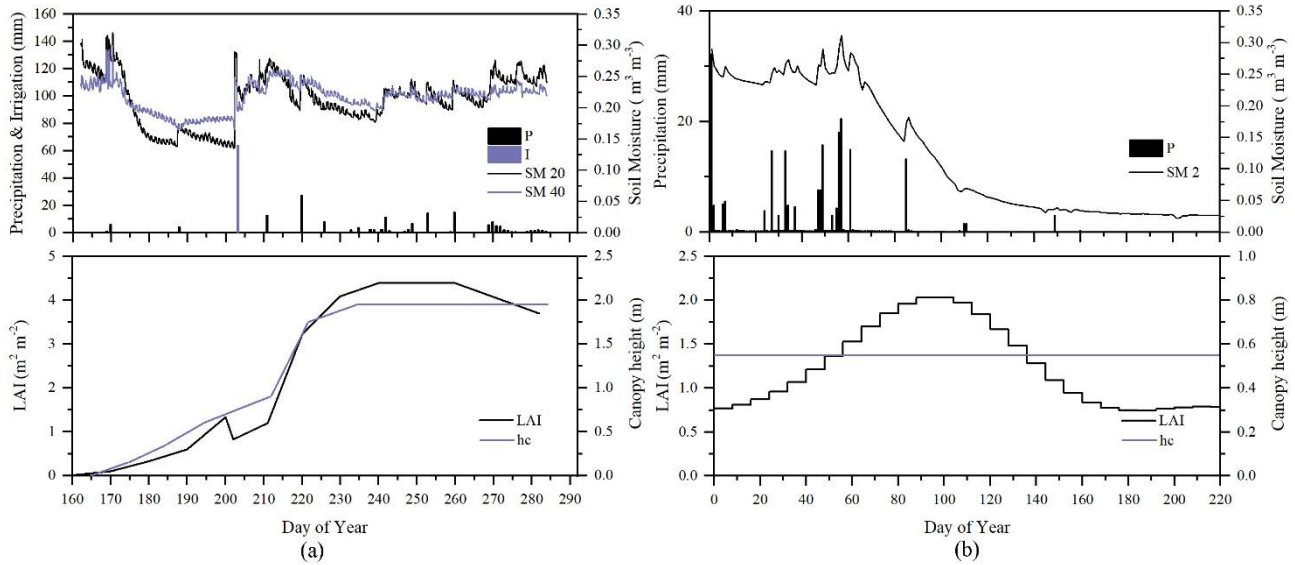 160
140
120
100
80
60
40
20
0
Precipitation & Irrigation (mm)
0.35
0.30
0.25
0.20
0.15
0.10
0.05
0.00
Soil Moisture ( m³ m⁻³)
P
I
SM 20
SM 40
5
4
3
2
1
0
LAI (m² m⁻²)
2.5
2.0
1.5
1.0
0.5
0.0
Canopy height (m)
LAI
hc
160 170 180 190 200 210 220 230 240 250 260 270 280 290
Day of Year
(a)
40
30
20
10
0
Precipitation (mm)
0.35
0.30
0.25
0.20
0.15
0.10
0.05
0.00
Soil Moisture ( m³ m⁻³)
P
SM 2
2.5
2.0
1.5
1.0
0.5
0.0
LAI (m² m⁻²)
1.0
0.8
0.6
0.4
0.2
0.0
Canopy height (m)
LAI
hc
0 20 40 60 80 100 120 140 160 180 200 220
Day of Year
(b)